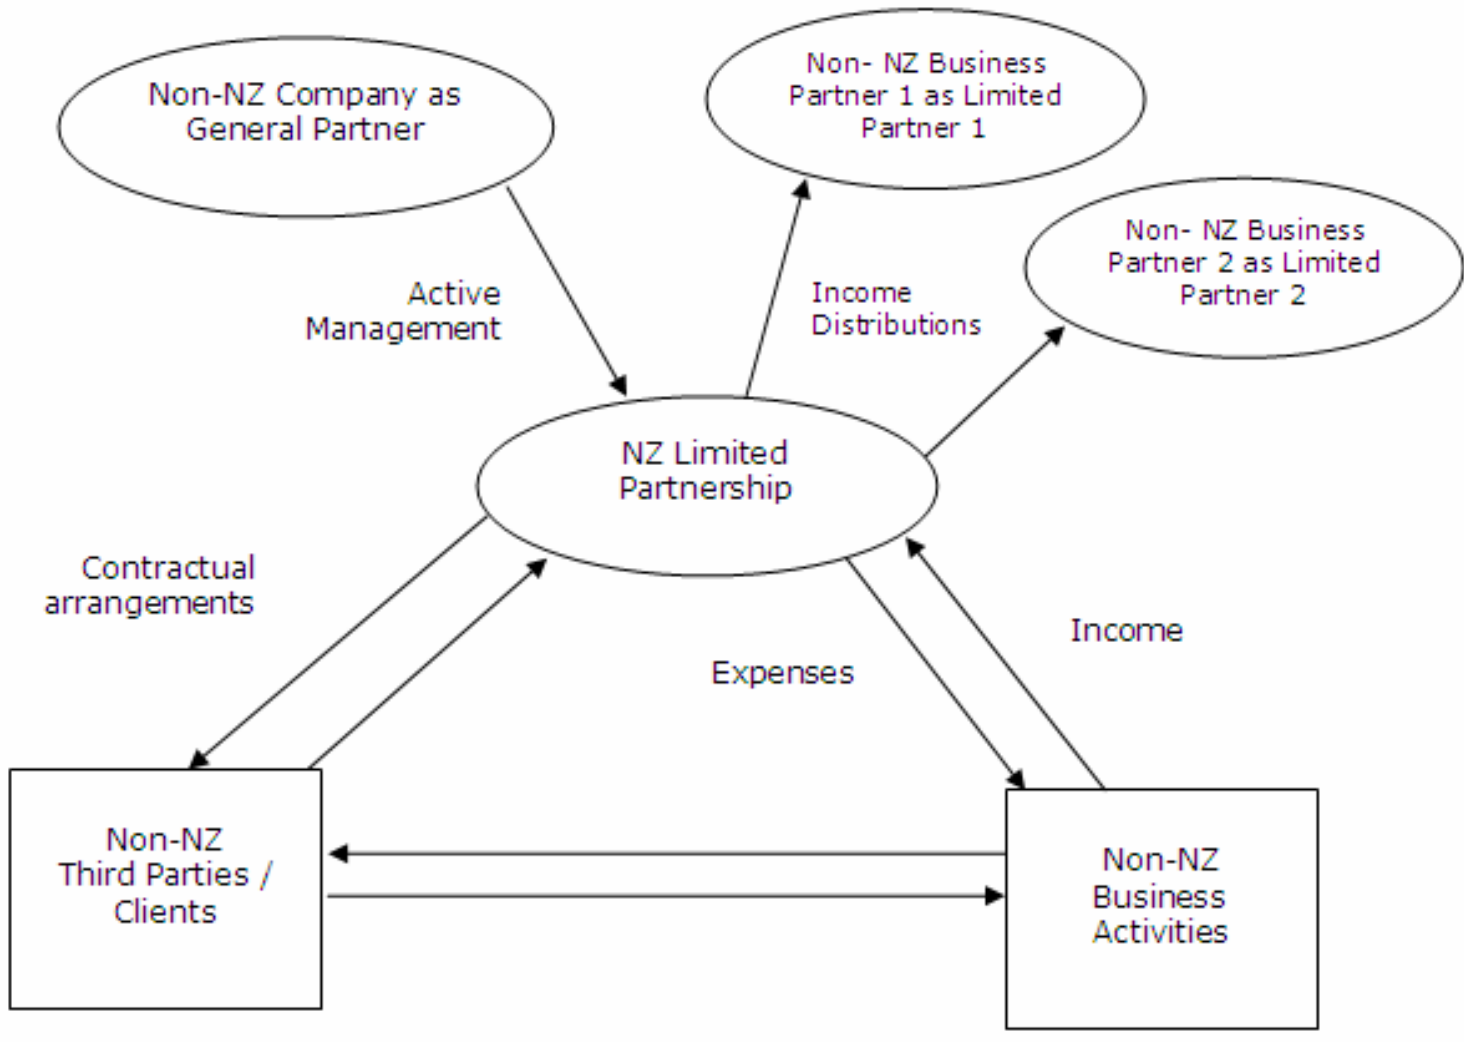 Non-NZ Company as
General Partner
Non- NZ Business
Partner 1 as Limited
Partner 1
Non- NZ Business
Partner 2 as Limited
Partner 2
Active
Management
Income
Distributions
NZ Limited
Partnership
Contractual
arrangements
Expenses
Income
Non-NZ
Third Parties /
Clients
Non-NZ
Business
Activities